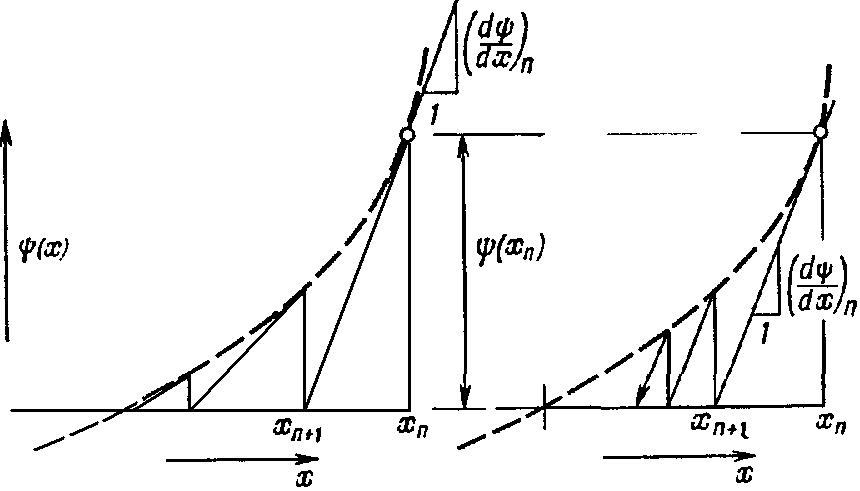 (dψ/dx)n
1
ψ(x)
ψ(xn)
(dψ/dx)n
1
xn+1
xn
xn+1
xn
x
x